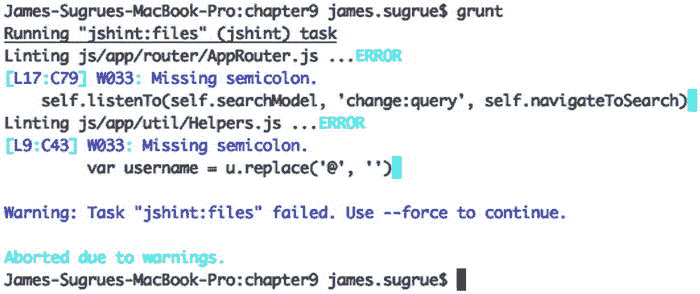 James-Sugrues-MacBook-Pro:chapter9 james.sugrue$ grunt
Running "jshint:files" (jshint) task
Linting js/app/router/AppRouter.js ...ERROR
[L17:C79] W033: Missing semicolon.
    self.listenTo(self.searchModel, 'change:query', self.navigateToSearch)
Linting js/app/util/Helpers.js ...ERROR
[L9:C43] W033: Missing semicolon.
        var username = u.replace('@', '')
Warning: Task "jshint:files" failed. Use --force to continue.
Aborted due to warnings.
James-Sugrues-MacBook-Pro:chapter9 james.sugrue$